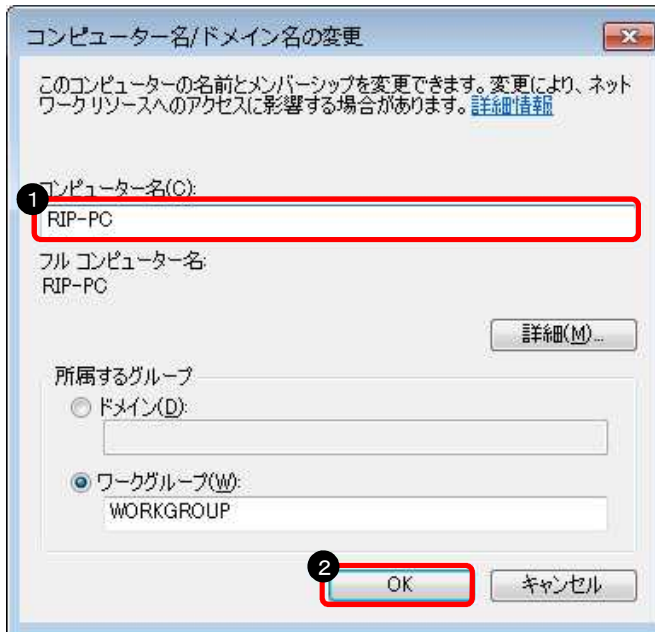 コンピューター名/ドメイン名の変更
このコンピューターの名前とメンバーシップを変更できます。変更により、ネット
ワークリソースへのアクセスに影響する場合があります。詳細情報
1
コンピューター名(C):
RIP-PC
フル コンピューター名:
RIP-PC
詳細(M)...
所属するグループ
ドメイン(D):
ワークグループ(W):
WORKGROUP
2
OK
キャンセル